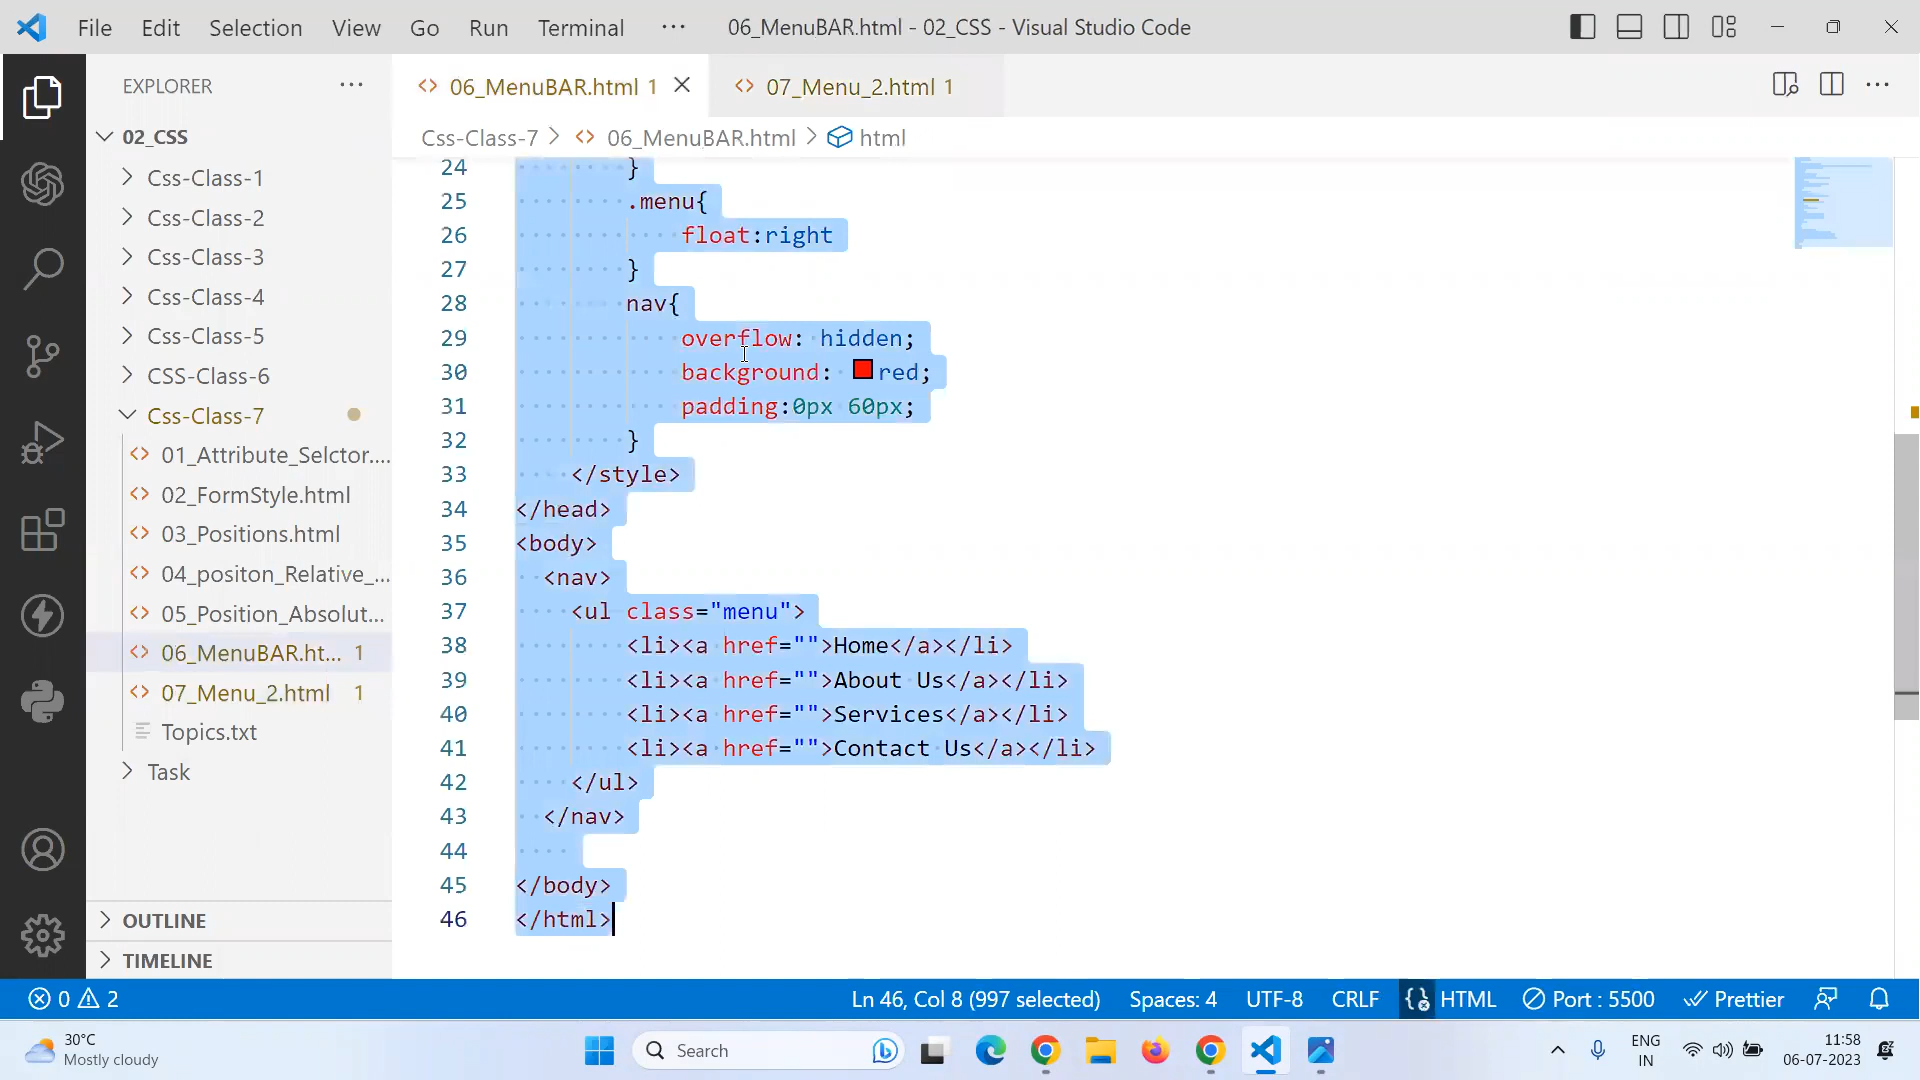 File Edit Selection View Go Run Terminal ··· 06_MenuBAR.html - 02_CSS - Visual Studio Code
EXPLORER ···
06_MenuBAR.html 1
07_Menu_2.html 1
Css-Class-7 > 06_MenuBAR.html > html
02_CSS
Css-Class-1
Css-Class-2
Css-Class-3
Css-Class-4
Css-Class-5
CSS-Class-6
Css-Class-7
01_Attribute_Selctor....
02_FormStyle.html
03_Positions.html
04_positon_Relative_...
05_Position_Absolut...
06_MenuBAR.ht... 1
07_Menu_2.html 1
Topics.txt
Task
OUTLINE
TIMELINE
24 }
25 .menu{
26 float:right
27 }
28 nav{
29 overflow: hidden;
30 background: red;
31 padding:0px 60px;
32 }
33 </style>
34 </head>
35 <body>
36 <nav>
37 <ul class="menu">
38 <li><a href="">Home</a></li>
39 <li><a href="">About Us</a></li>
40 <li><a href="">Services</a></li>
41 <li><a href="">Contact Us</a></li>
42 </ul>
43 </nav>
44
45 </body>
46 </html>
0 2 Ln 46, Col 8 (997 selected) Spaces: 4 UTF-8 CRLF HTML Port : 5500 Prettier
30°C
Mostly cloudy
Search
ENG
IN
11:58
06-07-2023